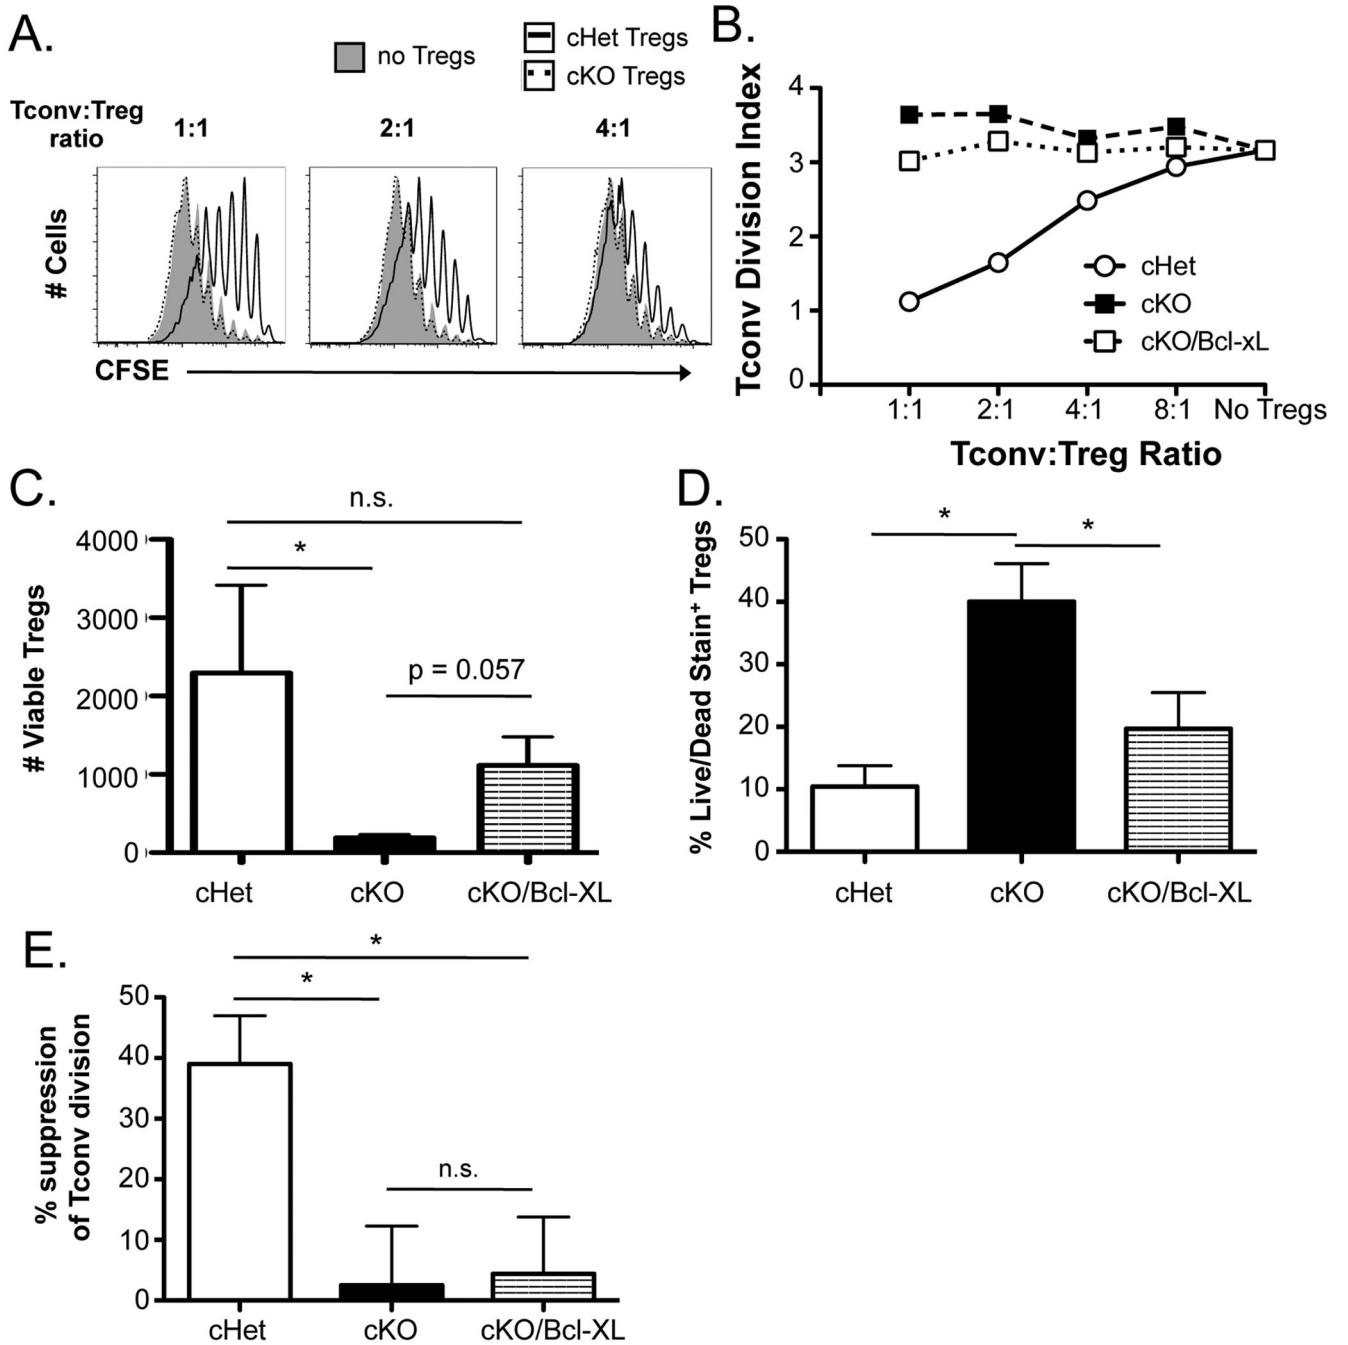 A.
no Tregs
cHet Tregs
cKO Tregs
Tconv:Treg
ratio
1:1
2:1
4:1
# Cells
CFSE
B.
Tconv Division Index
4
3
2
1
0
cHet
cKO
cKO/Bcl-xL
1:1
2:1
4:1
8:1
No Tregs
Tconv:Treg Ratio
C.
n.s.
*
p = 0.057
# Viable Tregs
4000
3000
2000
1000
0
cHet
cKO
cKO/Bcl-XL
D.
*
*
% Live/Dead Stain⁺ Tregs
50
40
30
20
10
0
cHet
cKO
cKO/Bcl-XL
E.
*
*
n.s.
% suppression
of Tconv division
50
40
30
20
10
0
cHet
cKO
cKO/Bcl-XL